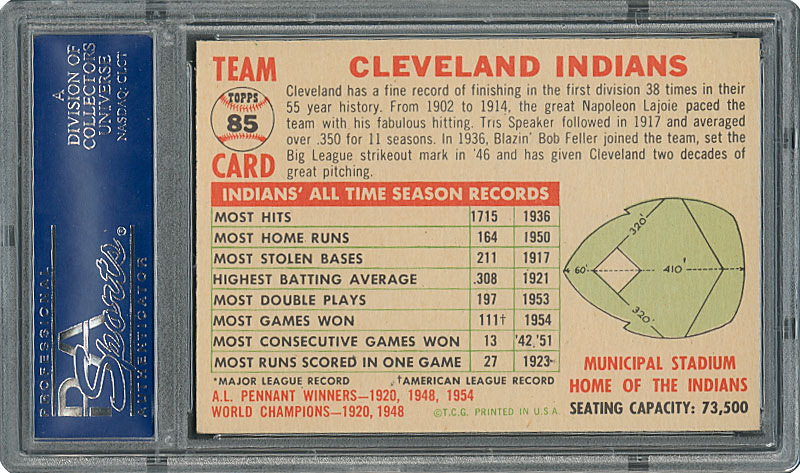 A
DIVISION OF
COLLECTORS
UNIVERSE
NASDAQ: CLCT
PROFESSIONAL
PSA
Sports®
AUTHENTICATOR
TEAM
TOPPS
85
CARD
CLEVELAND INDIANS
Cleveland has a fine record of finishing in the first division 38 times in their
55 year history. From 1902 to 1914, the great Napoleon Lajoie paced the
team with his fabulous hitting. Tris Speaker followed in 1917 and averaged
over .350 for 11 seasons. In 1936, Blazin' Bob Feller joined the team, set the
Big League strikeout mark in '46 and has given Cleveland two decades of
great pitching.
INDIANS' ALL TIME SEASON RECORDS
MOST HITS 1715 1936
MOST HOME RUNS 164 1950
MOST STOLEN BASES 211 1917
HIGHEST BATTING AVERAGE .308 1921
MOST DOUBLE PLAYS 197 1953
MOST GAMES WON 111† 1954
MOST CONSECUTIVE GAMES WON 13 '42,'51
MOST RUNS SCORED IN ONE GAME 27 1923
*MAJOR LEAGUE RECORD †AMERICAN LEAGUE RECORD
A.L. PENNANT WINNERS—1920, 1948, 1954
WORLD CHAMPIONS—1920, 1948
©T.C.G. PRINTED IN U.S.A.
320'
60'
410'
320'
MUNICIPAL STADIUM
HOME OF THE INDIANS
SEATING CAPACITY: 73,500